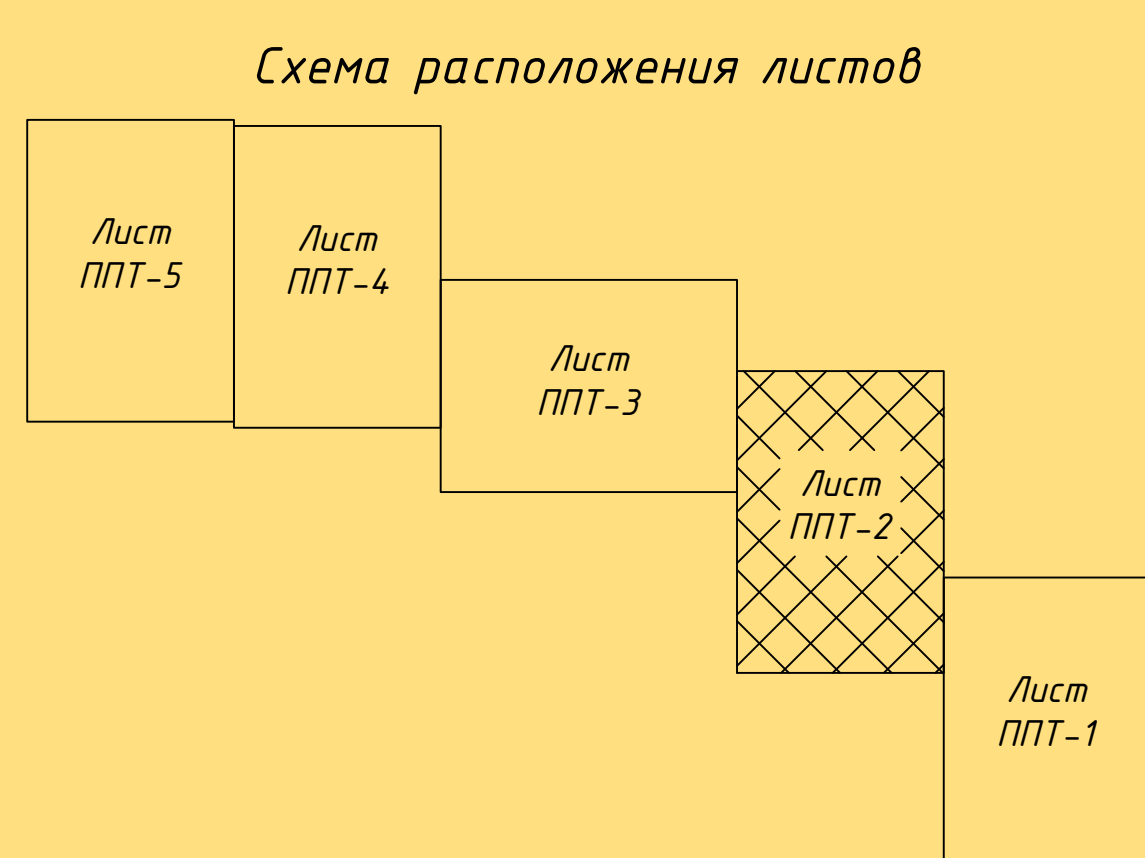 Схема расположения листов
Лист
ППТ-5
Лист
ППТ-4
Лист
ППТ-3
Лист
ППТ-2
Лист
ППТ-1